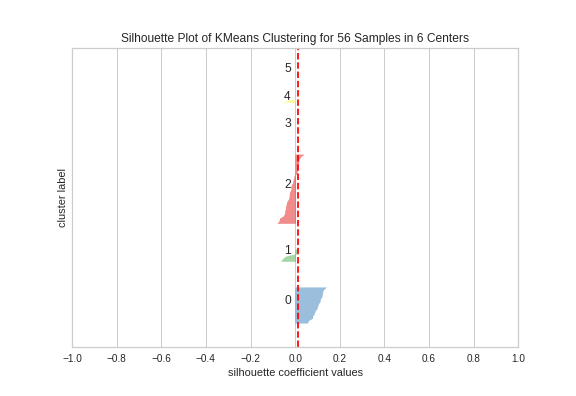 Silhouette Plot of KMeans Clustering for 56 Samples in 6 Centers
5
4
3
2
1
0
cluster label
−1.0 −0.8 −0.6 −0.4 −0.2 0.0 0.2 0.4 0.6 0.8 1.0
silhouette coefficient values